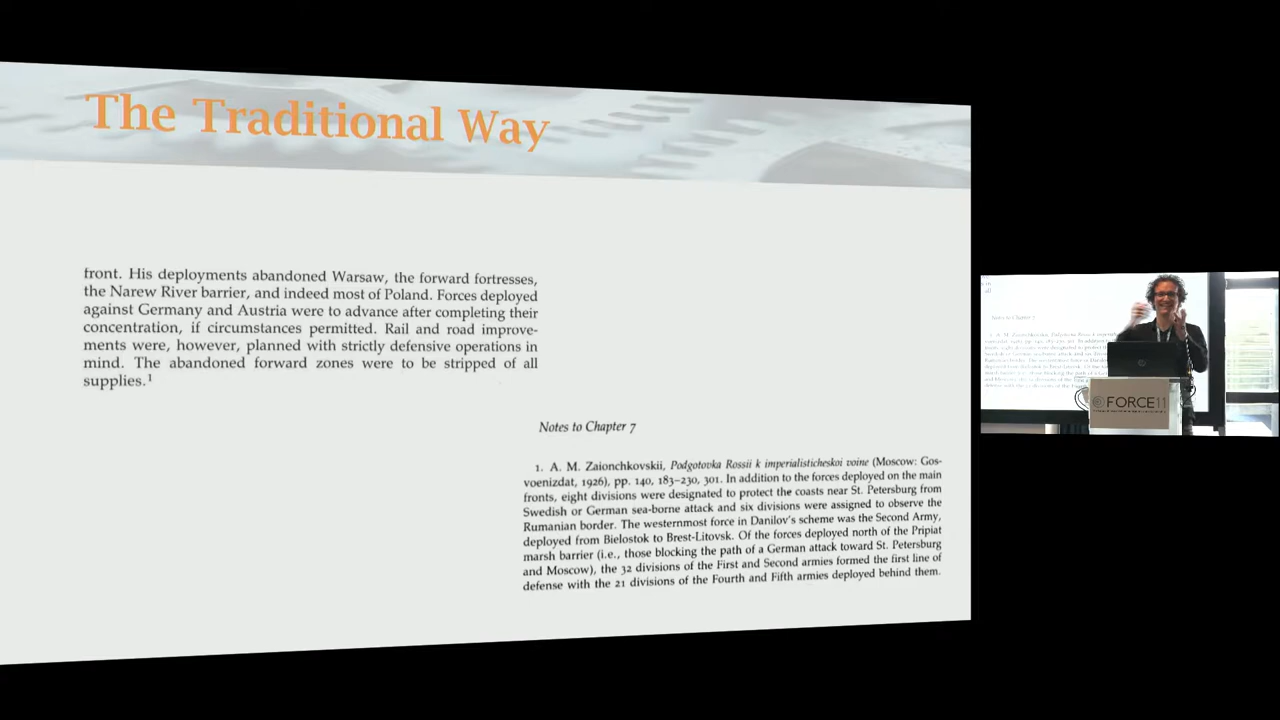 The Traditional Way
front. His deployments abandoned Warsaw, the forward fortresses,
the Narew River barrier, and indeed most of Poland. Forces deployed
against Germany and Austria were to advance after completing their
concentration, if circumstances permitted. Rail and road improve-
ments were, however, planned with strictly defensive operations in
mind. The abandoned forward zones were to be stripped of all
supplies.¹
Notes to Chapter 7
1. A. M. Zaionchkovskii, Podgotovka Rossii k imperialisticheskoi voine (Moscow: Gos-
voenizdat, 1926), pp. 140, 183–230, 301. In addition to the forces deployed on the main
fronts, eight divisions were designated to protect the coasts near St. Petersburg from
Swedish or German sea-borne attack and six divisions were assigned to observe the
Rumanian border. The westernmost force in Danilov's scheme was the Second Army,
deployed from Bielostok to Brest-Litovsk. Of the forces deployed north of the Pripiat
marsh barrier (i.e., those blocking the path of a German attack toward St. Petersburg
and Moscow), the 32 divisions of the First and Second armies formed the first line of
defense with the 21 divisions of the Fourth and Fifth armies deployed behind them.
Notes to Chapter 7
FORCE11